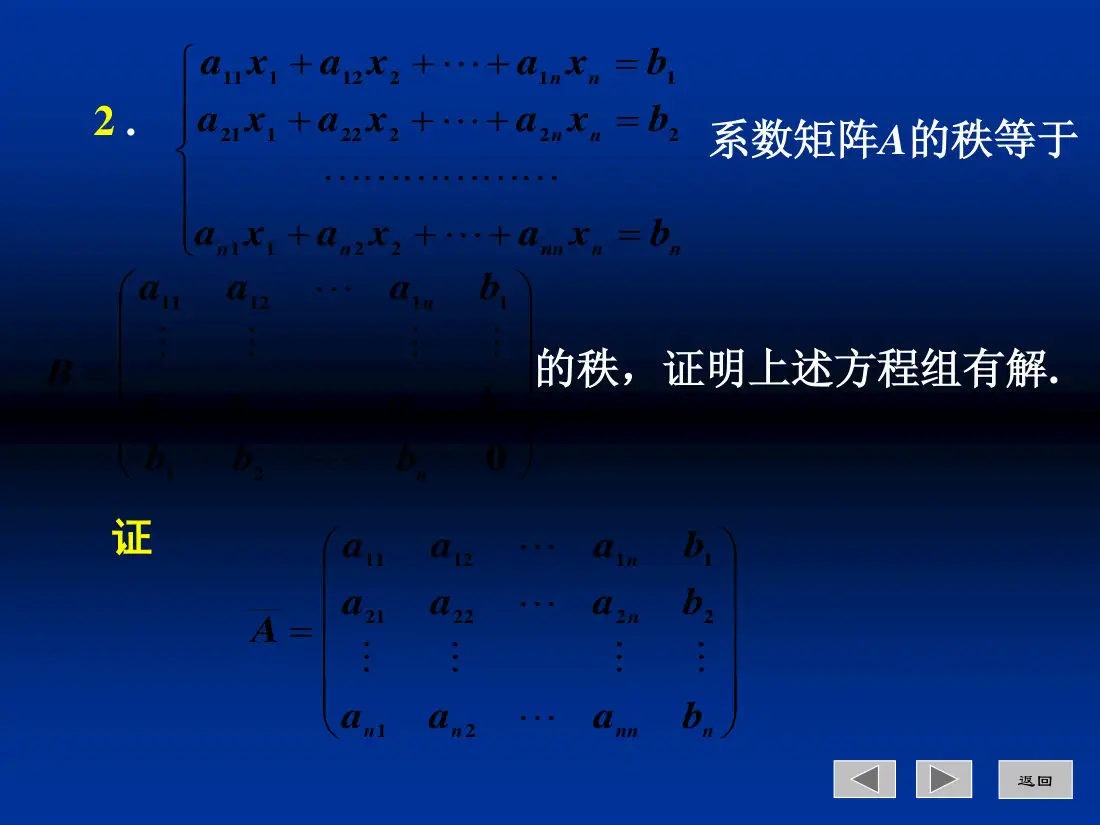 2 .
a₁₁x₁ + a₁₂x₂ + ⋯ + a₁ₙxₙ = b₁
a₂₁x₁ + a₂₂x₂ + ⋯ + a₂ₙxₙ = b₂
⋯⋯⋯⋯⋯⋯
aₙ₁x₁ + aₙ₂x₂ + ⋯ + aₙₙxₙ = bₙ
系数矩阵A的秩等于
B =
a₁₁ a₁₂ ⋯ a₁ₙ b₁
⋮ ⋮ ⋮ ⋮
b₁ b₂ ⋯ bₙ 0
的秩，证明上述方程组有解.
证
A̅ =
a₁₁ a₁₂ ⋯ a₁ₙ b₁
a₂₁ a₂₂ ⋯ a₂ₙ b₂
⋮ ⋮ ⋮ ⋮
aₙ₁ aₙ₂ ⋯ aₙₙ bₙ
返回